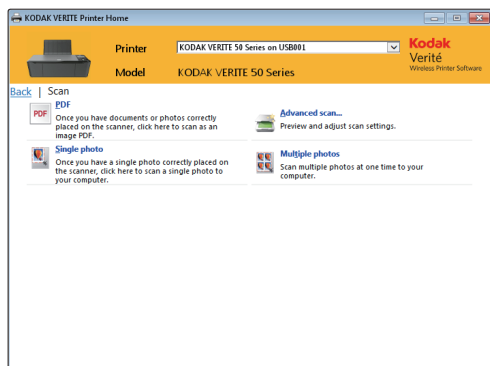 KODAK VERITE Printer Home
Printer
KODAK VERITE 50 Series on USB001
Kodak
Verité
Wireless Printer Software
Model
KODAK VERITE 50 Series
Back | Scan
PDF
PDF
Once you have documents or photos correctly
placed on the scanner, click here to scan as an
image PDF.
Advanced scan...
Preview and adjust scan settings.
Single photo
Once you have a single photo correctly placed on
the scanner, click here to scan a single photo to
your computer.
Multiple photos
Scan multiple photos at one time to your
computer.